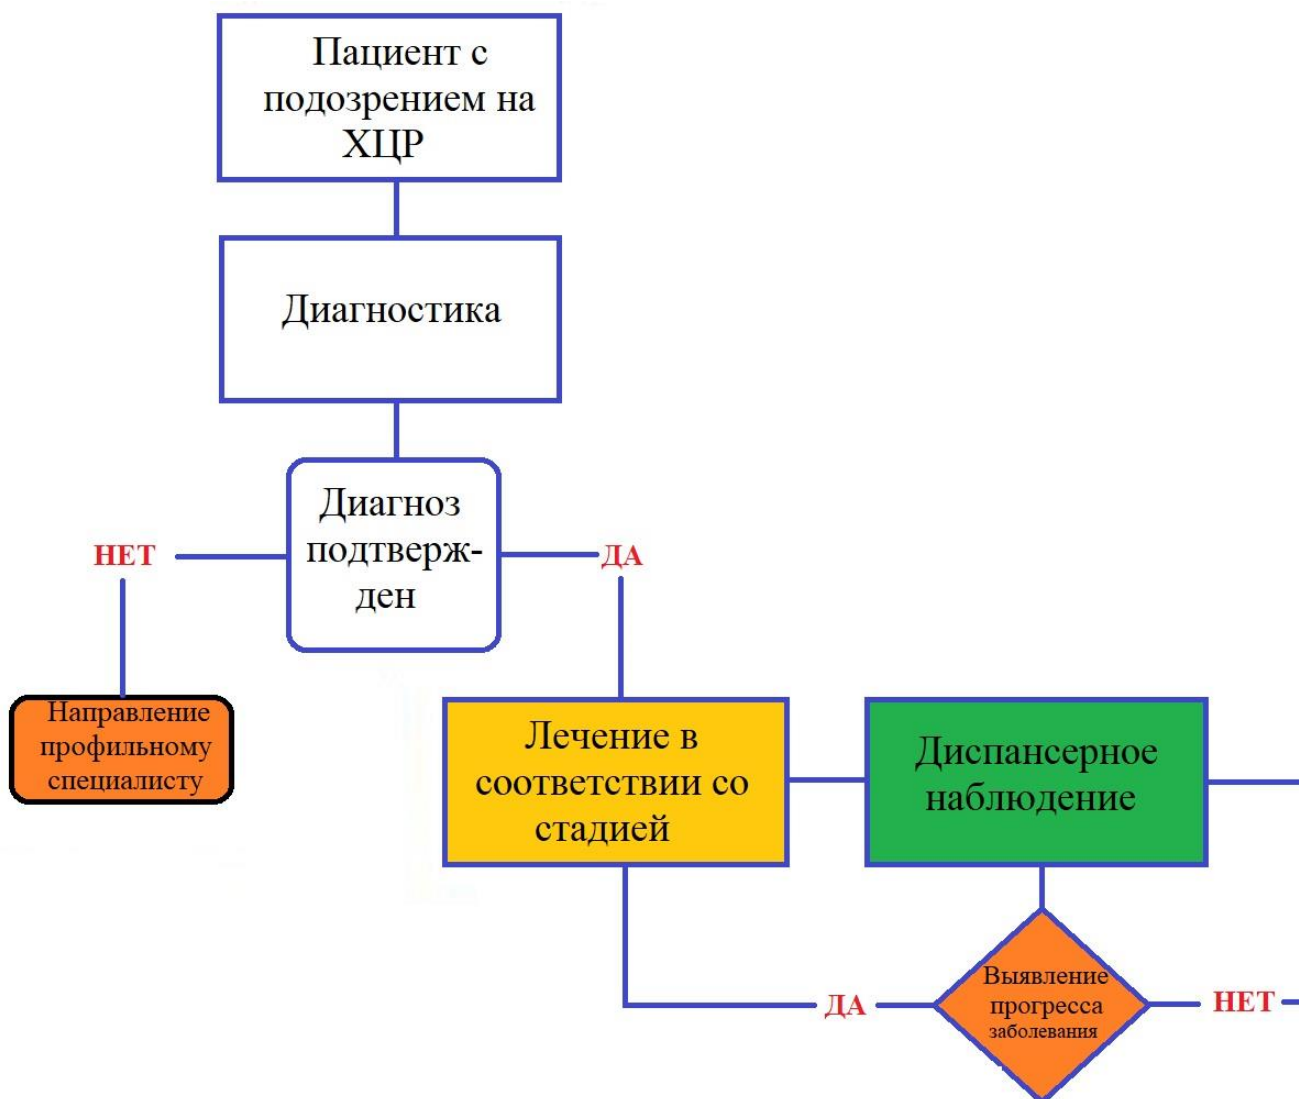 Пациент с
подозрением на
ХЦР
Диагностика
Диагноз
подтверж-
ден
НЕТ
ДА
Направление
профильному
специалисту
Лечение в
соответствии со
стадией
Диспансерное
наблюдение
Выявление
прогресса
заболевания
ДА
НЕТ